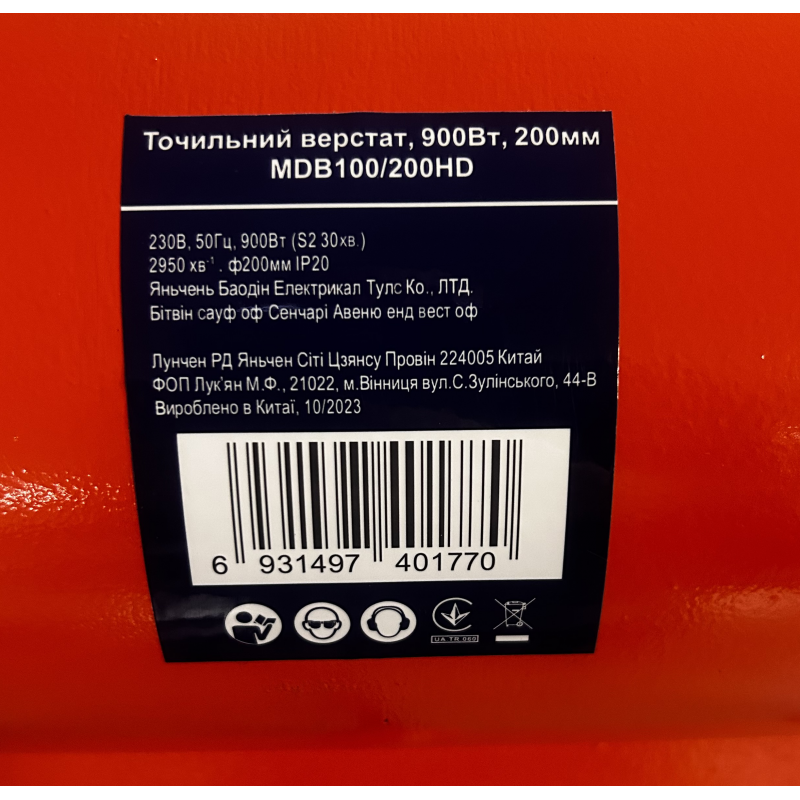 Точильний верстат, 900Вт, 200мм
MDB100/200HD
230В, 50Гц, 900Вт (S2 30хв.)
2950 хв⁻¹. ф200мм IP20
Яньчень Баодін Електрикал Тулс Ко., ЛТД.
Бітвін сауф оф Сенчарі Авеню енд вест оф
Лунчен РД Яньчен Сіті Цзянсу Провін 224005 Китай
ФОП Лук'ян М.Ф., 21022, м.Вінниця вул.С.Зулінського, 44-В
Вироблено в Китаї, 10/2023
6 931497 401770
UA TR 060